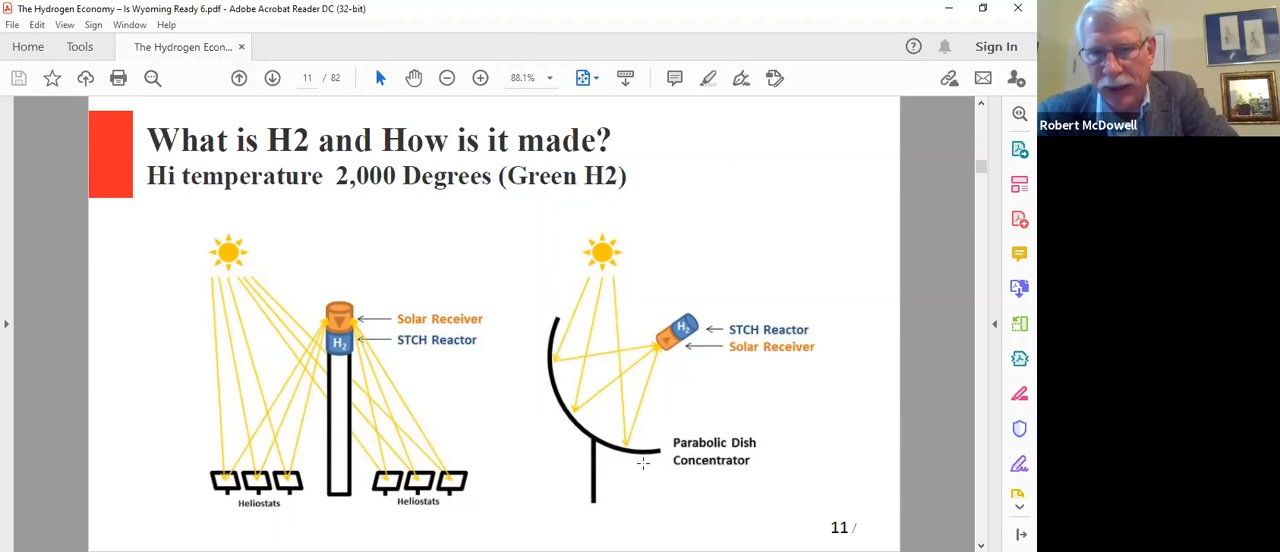 The Hydrogen Economy – Is Wyoming Ready 6.pdf - Adobe Acrobat Reader DC (32-bit)
File Edit View Sign Window Help
Home Tools The Hydrogen Econ... ×
Sign In
11 / 82
88.1%
Robert McDowell
What is H2 and How is it made?
Hi temperature 2,000 Degrees (Green H2)
Solar Receiver
H2
STCH Reactor
Heliostats
Heliostats
H2
STCH Reactor
Solar Receiver
Parabolic Dish
Concentrator
11 /